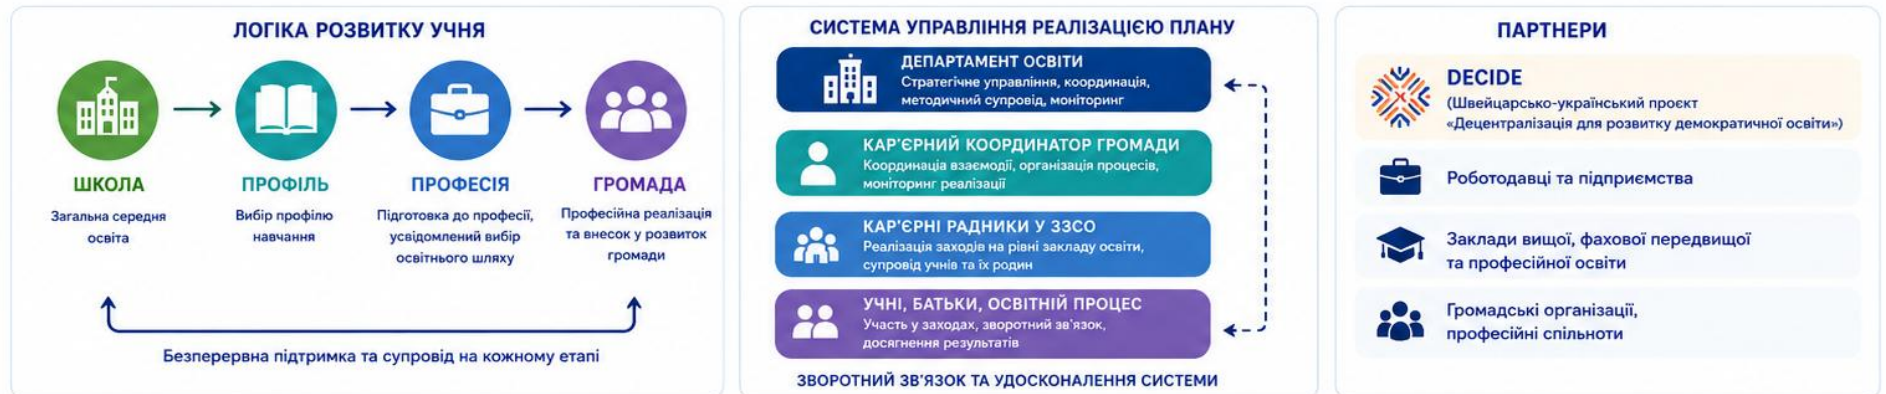 ЛОГІКА РОЗВИТКУ УЧНЯ
ШКОЛА
Загальна середня
освіта
ПРОФІЛЬ
Вибір профілю
навчання
ПРОФЕСІЯ
Підготовка до професії,
усвідомлений вибір
освітнього шляху
ГРОМАДА
Професійна реалізація
та внесок у розвиток
громади
Безперервна підтримка та супровід на кожному етапі
СИСТЕМА УПРАВЛІННЯ РЕАЛІЗАЦІЄЮ ПЛАНУ
ДЕПАРТАМЕНТ ОСВІТИ
Стратегічне управління, координація,
методичний супровід, моніторинг
КАР'ЄРНИЙ КООРДИНАТОР ГРОМАДИ
Координація взаємодії, організація процесів,
моніторинг реалізації
КАР'ЄРНІ РАДНИКИ У ЗЗСО
Реалізація заходів на рівні закладу освіти,
супровід учнів та їх родин
УЧНІ, БАТЬКИ, ОСВІТНІЙ ПРОЦЕС
Участь у заходах, зворотний зв'язок,
досягнення результатів
ЗВОРОТНИЙ ЗВ'ЯЗОК ТА УДОСКОНАЛЕННЯ СИСТЕМИ
ПАРТНЕРИ
DECIDE
(Швейцарсько-український проєкт
«Децентралізація для розвитку демократичної освіти»)
Роботодавці та підприємства
Заклади вищої, фахової передвищої
та професійної освіти
Громадські організації,
професійні спільноти